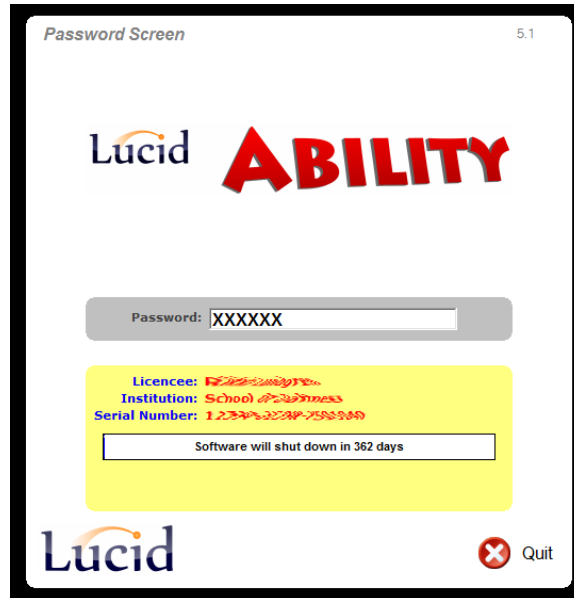 Password Screen 5.1
Lucid ABILITY
Password: XXXXXX
Licencee:
Institution: School
Serial Number:
Software will shut down in 362 days
Lucid Quit